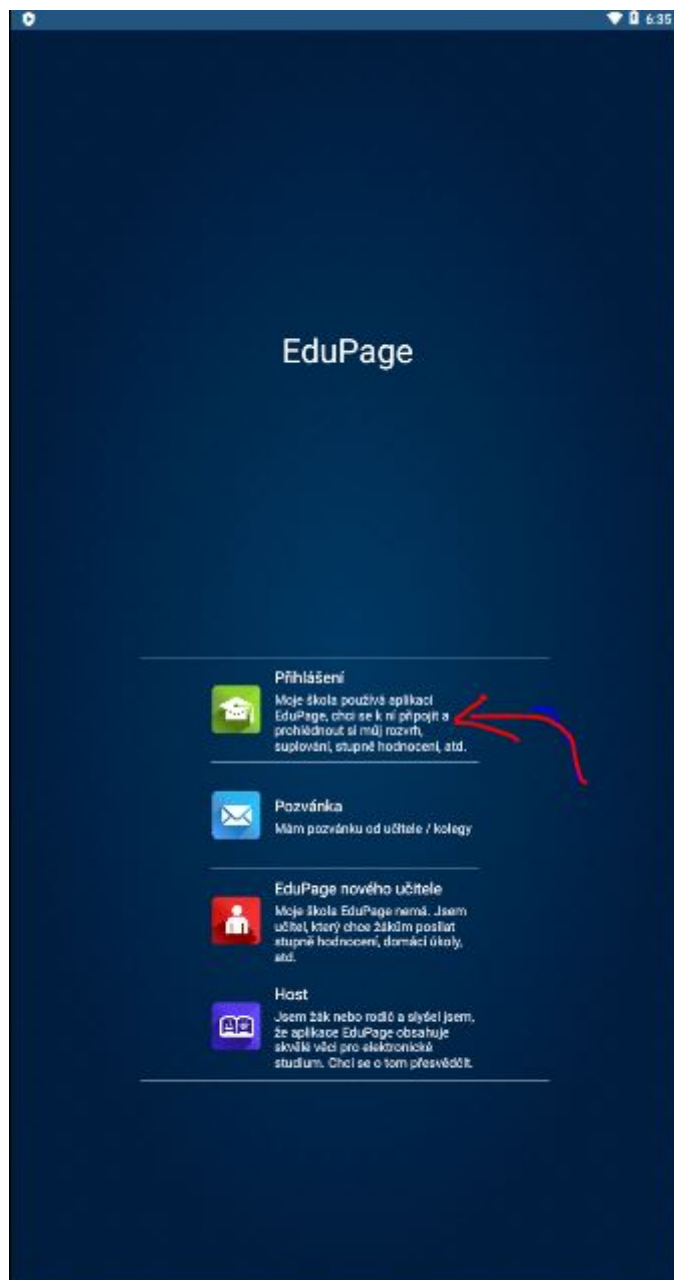 6:35
EduPage
Přihlášení
Moje škola používá aplikaci
EduPage, chci se k ní připojit a
prohlédnout si můj rozvrh,
suplování, stupně hodnocení, atd.
Pozvánka
Mám pozvánku od učitele / kolegy
EduPage nového učitele
Moje škola EduPage nemá. Jsem
učitel, který chce žákům posílat
stupně hodnocení, domácí úkoly,
atd.
Host
Jsem žák nebo rodič a slyšel jsem,
že aplikace EduPage obsahuje
skvělé věci pro elektronické
studium. Chci se o tom přesvědčit.